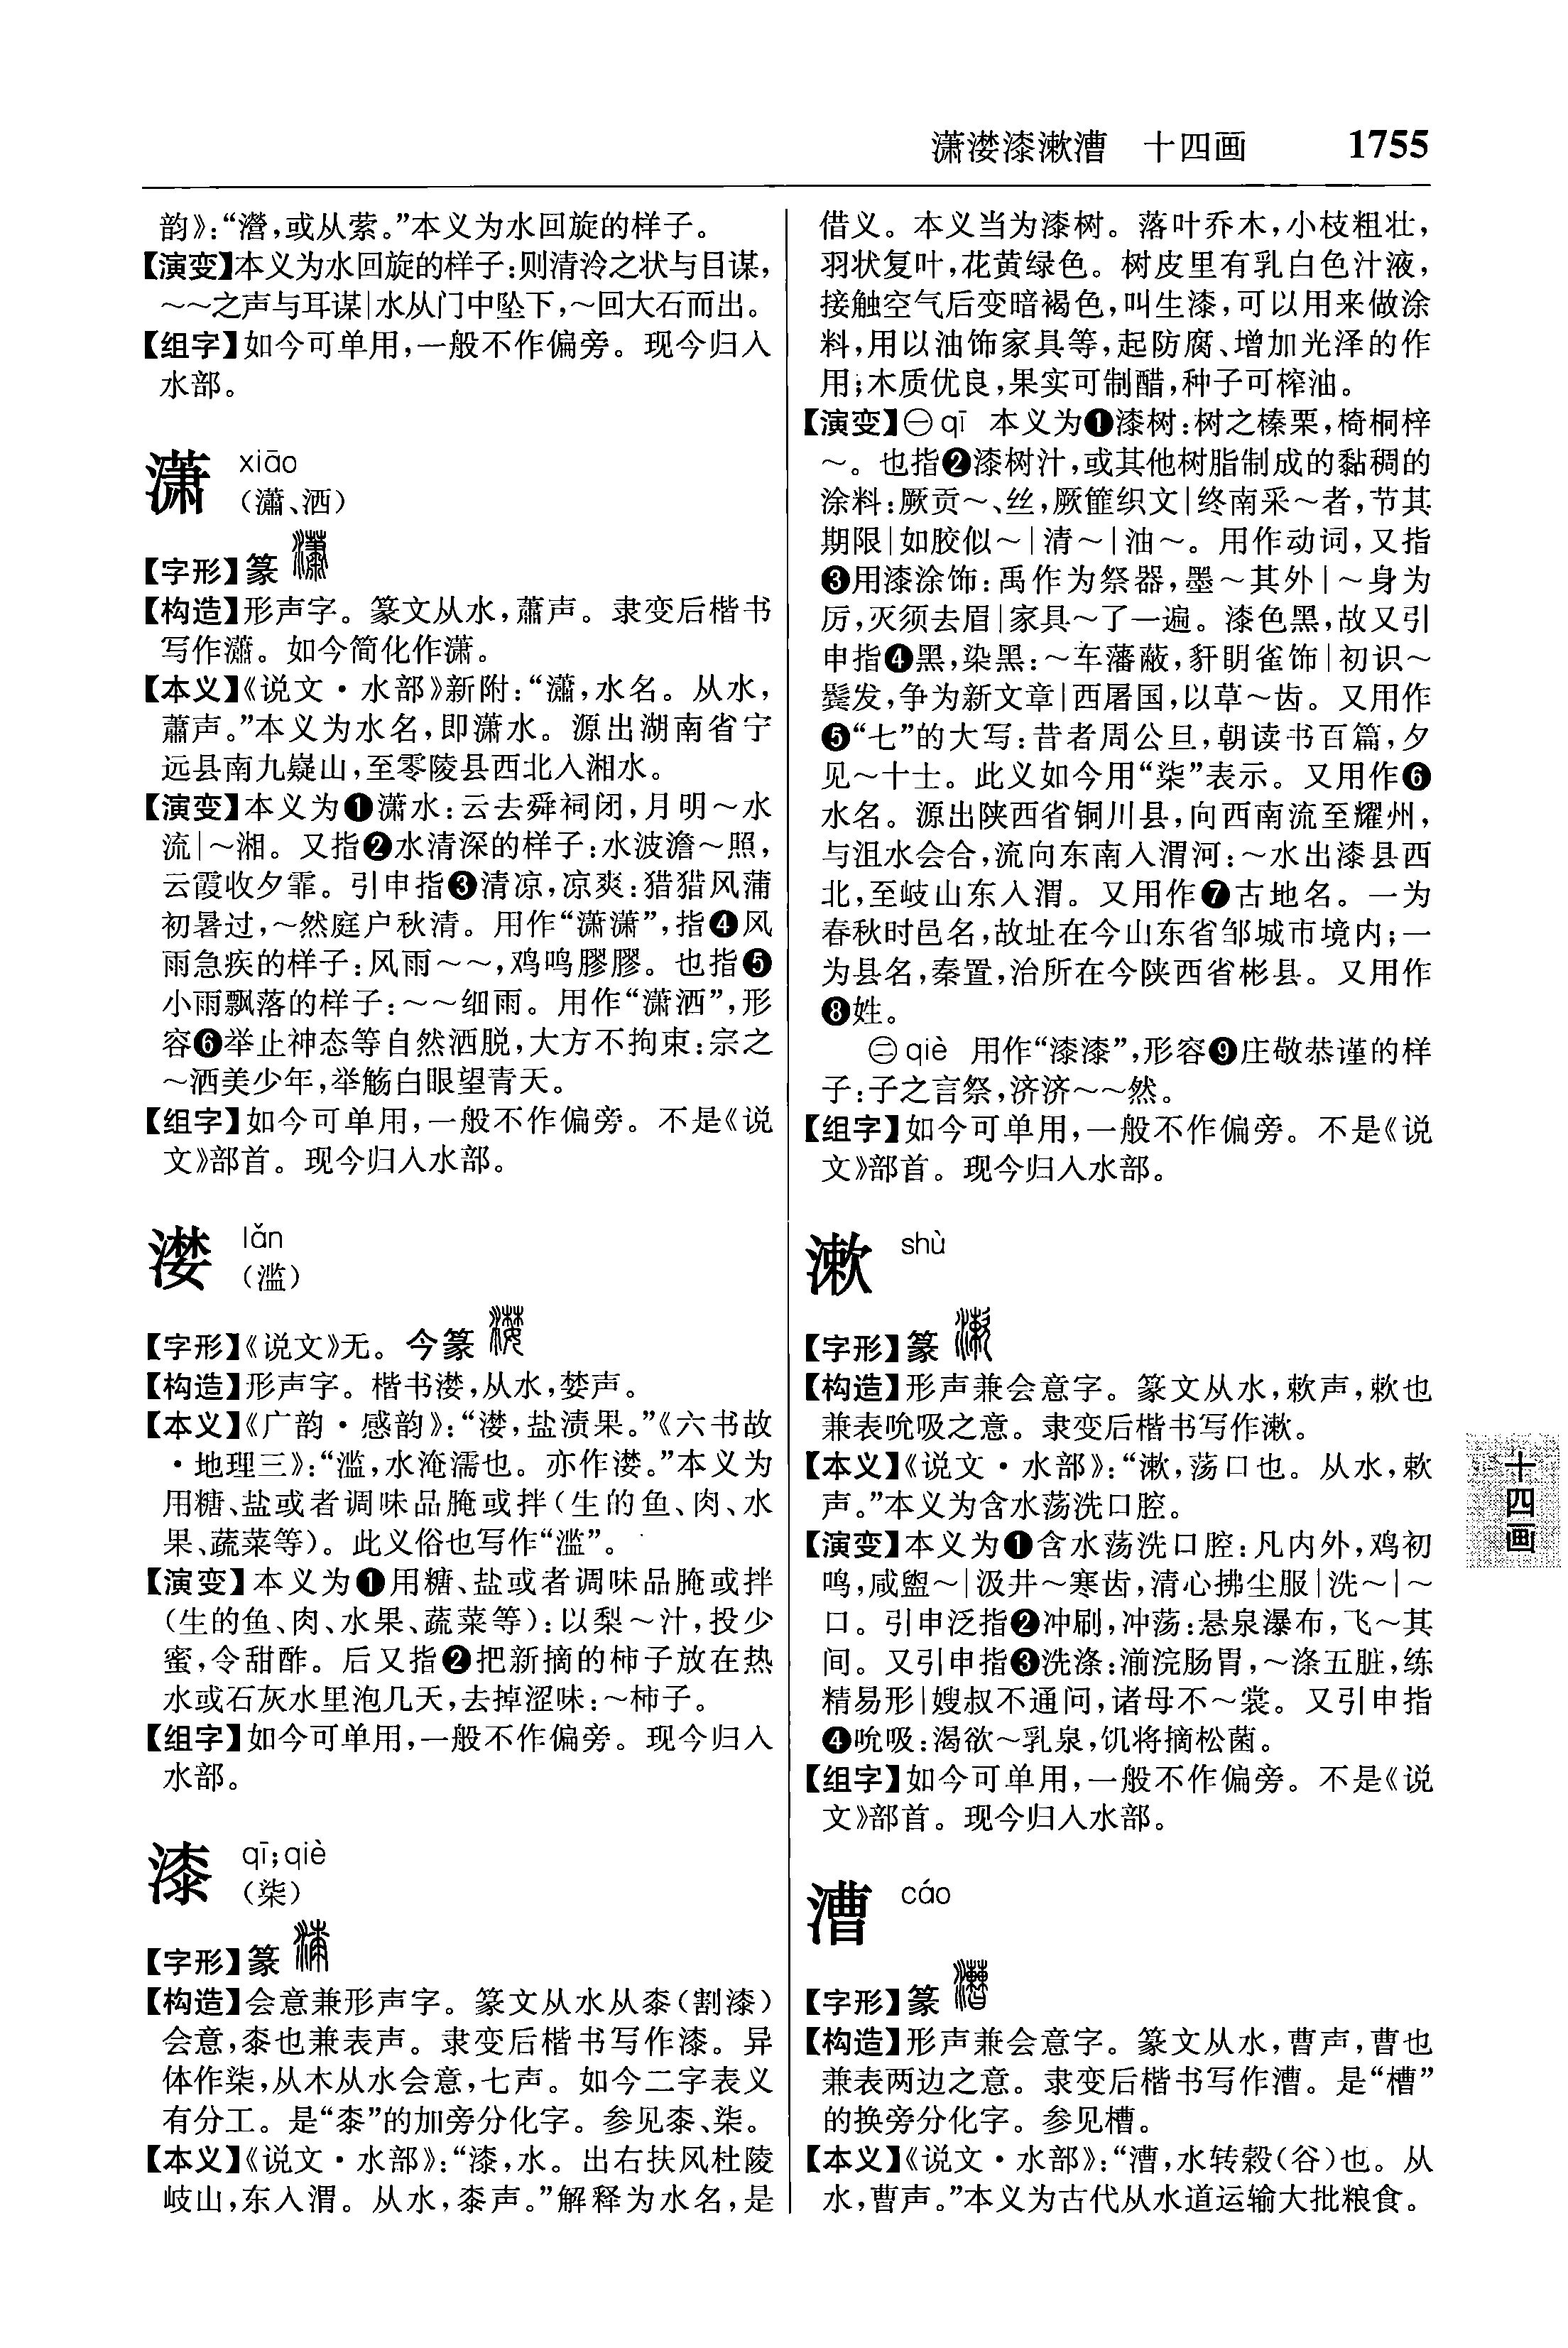 潇漤漆漱漕　十四画　1755
韵》：“瀯，或从萦。”本义为水回旋的样子。
【演变】本义为水回旋的样子：则清泠之状与目谋，
～～之声与耳谋｜水从门中坠下，～回大石而出。
【组字】如今可单用，一般不作偏旁。现今归入
水部。
潇 xiāo
（瀟、洒）
【字形】篆
【构造】形声字。篆文从水，蕭声。隶变后楷书
写作瀟。如今简化作潇。
【本义】《说文·水部》新附：“瀟，水名。从水，
蕭声。”本义为水名，即潇水。源出湖南省宁
远县南九嶷山，至零陵县西北入湘水。
【演变】本义为❶潇水：云去舜祠闭，月明～水
流｜～湘。又指❷水清深的样子：水波澹～照，
云霞收夕霏。引申指❸清凉，凉爽：猎猎风蒲
初暑过，～然庭户秋清。用作“潇潇”，指❹风
雨急疾的样子：风雨～～，鸡鸣膠膠。也指❺
小雨飘落的样子：～～细雨。用作“潇洒”，形
容❻举止神态等自然洒脱，大方不拘束：宗之
～洒美少年，举觞白眼望青天。
【组字】如今可单用，一般不作偏旁。不是《说
文》部首。现今归入水部。
漤 lǎn
（滥）
【字形】《说文》无。今篆
【构造】形声字。楷书漤，从水，婪声。
【本义】《广韵·感韵》：“漤，盐渍果。”《六书故
·地理三》：“滥，水淹濡也。亦作漤。”本义为
用糖、盐或者调味品腌或拌（生的鱼、肉、水
果、蔬菜等）。此义俗也写作“滥”。
【演变】本义为❶用糖、盐或者调味品腌或拌
（生的鱼、肉、水果、蔬菜等）：以梨～汁，投少
蜜，令甜酢。后又指❷把新摘的柿子放在热
水或石灰水里泡几天，去掉涩味：～柿子。
【组字】如今可单用，一般不作偏旁。现今归入
水部。
漆 qī；qiè
（柒）
【字形】篆
【构造】会意兼形声字。篆文从水从桼（割漆）
会意，桼也兼表声。隶变后楷书写作漆。异
体作柒，从木从水会意，七声。如今二字表义
有分工。是“桼”的加旁分化字。参见桼、柒。
【本义】《说文·水部》：“漆，水。出右扶风杜陵
岐山，东入渭。从水，桼声。”解释为水名，是
借义。本义当为漆树。落叶乔木，小枝粗壮，
羽状复叶，花黄绿色。树皮里有乳白色汁液，
接触空气后变暗褐色，叫生漆，可以用来做涂
料，用以油饰家具等，起防腐、增加光泽的作
用；木质优良，果实可制醋，种子可榨油。
【演变】㊀qī　本义为❶漆树：树之榛栗，椅桐梓
～。也指❷漆树汁，或其他树脂制成的黏稠的
涂料：厥贡～、丝，厥篚织文｜终南采～者，节其
期限｜如胶似～｜清～｜油～。用作动词，又指
❸用漆涂饰：禹作为祭器，墨～其外｜～身为
厉，灭须去眉｜家具～了一遍。漆色黑，故又引
申指❹黑，染黑：～车藩蔽，豻䎽雀饰｜初识～
鬓发，争为新文章｜西屠国，以草～齿。又用作
❺“七”的大写：昔者周公旦，朝读书百篇，夕
见～十士。此义如今用“柒”表示。又用作❻
水名。源出陕西省铜川县，向西南流至耀州，
与沮水会合，流向东南入渭河：～水出漆县西
北，至岐山东入渭。又用作❼古地名。一为
春秋时邑名，故址在今山东省邹城市境内；一
为县名，秦置，治所在今陕西省彬县。又用作
❽姓。
㊁qiè　用作“漆漆”，形容❾庄敬恭谨的样
子：子之言祭，济济～～然。
【组字】如今可单用，一般不作偏旁。不是《说
文》部首。现今归入水部。
漱 shù
【字形】篆
【构造】形声兼会意字。篆文从水，欶声，欶也
兼表吮吸之意。隶变后楷书写作漱。
【本义】《说文·水部》：“漱，荡口也。从水，欶
声。”本义为含水荡洗口腔。
【演变】本义为❶含水荡洗口腔：凡内外，鸡初
鸣，咸盥～｜汲井～寒齿，清心拂尘服｜洗～｜～
口。引申泛指❷冲刷，冲荡：悬泉瀑布，飞～其
间。又引申指❸洗涤：湔浣肠胃，～涤五脏，练
精易形｜嫂叔不通问，诸母不～裳。又引申指
❹吮吸：渴欲～乳泉，饥将摘松菌。
【组字】如今可单用，一般不作偏旁。不是《说
文》部首。现今归入水部。
漕 cáo
【字形】篆
【构造】形声兼会意字。篆文从水，曹声，曹也
兼表两边之意。隶变后楷书写作漕。是“槽”
的换旁分化字。参见槽。
【本义】《说文·水部》：“漕，水转毂（谷）也。从
水，曹声。”本义为古代从水道运输大批粮食。
十四画